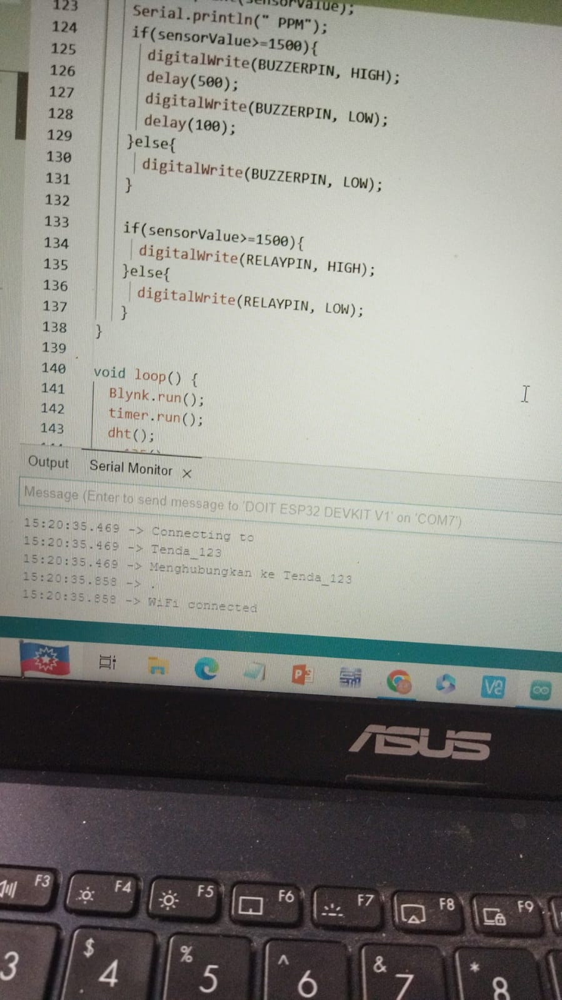 123
124 Serial.println(" PPM");
125 if(sensorValue>=1500){
126 digitalWrite(BUZZERPIN, HIGH);
127 delay(500);
128 digitalWrite(BUZZERPIN, LOW);
129 delay(100);
130 }else{
131 digitalWrite(BUZZERPIN, LOW);
132 }
133
134 if(sensorValue>=1500){
135 digitalWrite(RELAYPIN, HIGH);
136 }else{
137 digitalWrite(RELAYPIN, LOW);
138 }
139 }
140
141 void loop() {
142 Blynk.run();
143 timer.run();
dht();
Output
Serial Monitor ×
Message (Enter to send message to 'DOIT ESP32 DEVKIT V1' on 'COM7')
15:20:35.469 -> Connecting to
15:20:35.469 -> Tenda_123
15:20:35.469 -> Menghubungkan ke Tenda_123
15:20:35.858 -> .
15:20:35.858 -> WiFi connected
ASUS
F3
F4
F5
F6
F7
F8
F9
3
$ 4
% 5
^ 6
& 7
* 8